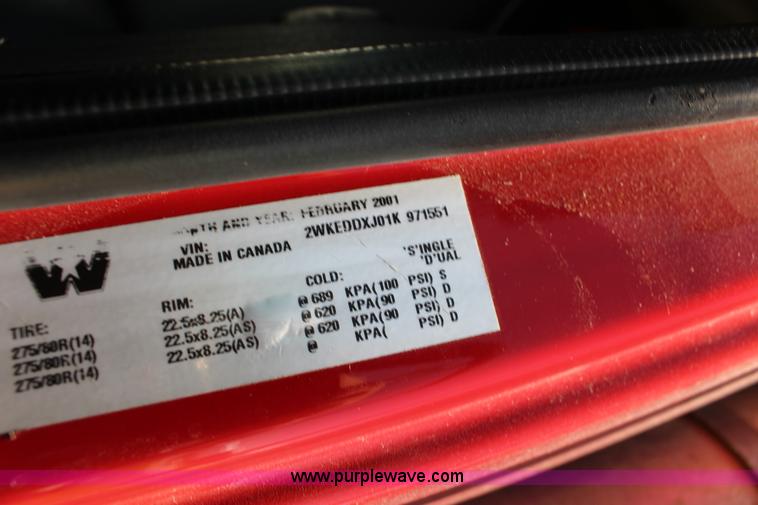 AND YEAR: FEBRUARY 2001
VIN: 2WKEDDXJ01K 971551
MADE IN CANADA
W
'S'INGLE
'D'UAL
TIRE: RIM: COLD:
275/80R(14) 22.5x8.25(A) @ 689 KPA(100 PSI) S
275/80R(14) 22.5x8.25(AS) @ 620 KPA(90 PSI) D
275/80R(14) 22.5x8.25(AS) @ 620 KPA(90 PSI) D
@ KPA( PSI) D
www.purplewave.com